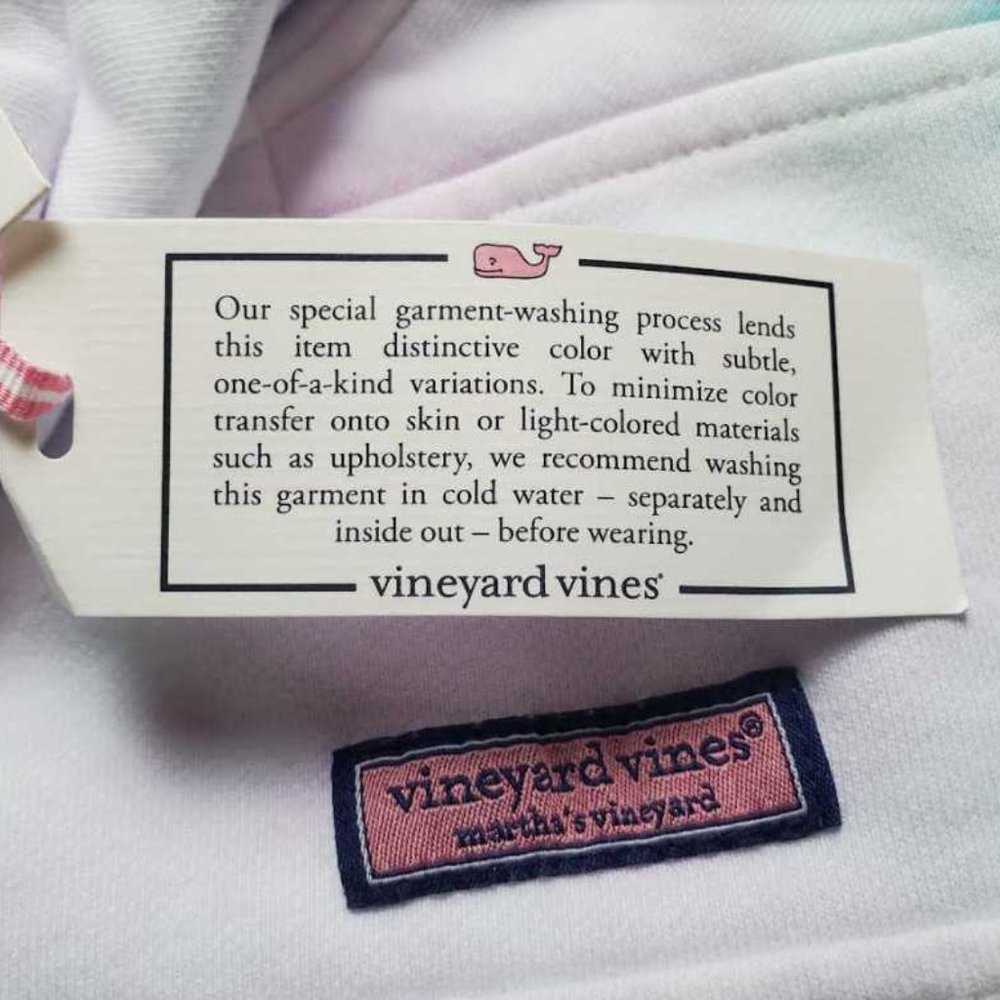 Our special garment-washing process lends
this item distinctive color with subtle,
one-of-a-kind variations. To minimize color
transfer onto skin or light-colored materials
such as upholstery, we recommend washing
this garment in cold water – separately and
inside out – before wearing.
vineyard vines®
vineyard vines®
martha's vineyard